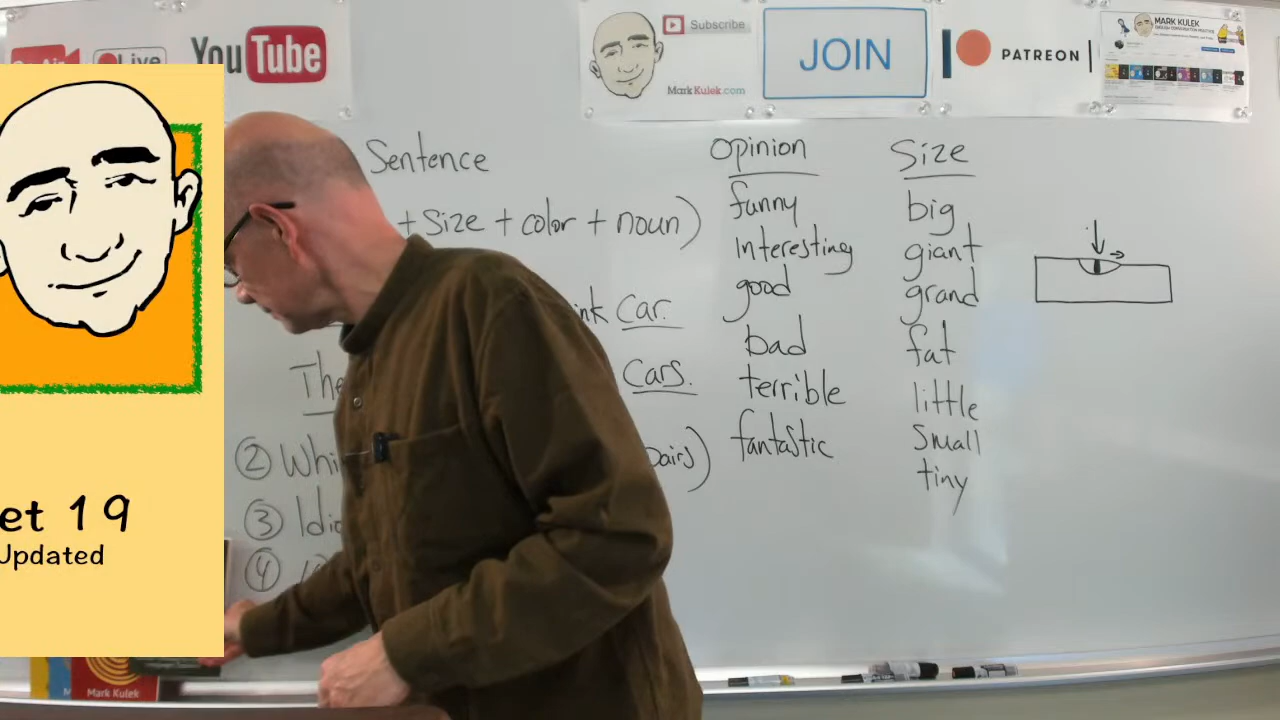 Live
YouTube
Subscribe
MarkKulek.com
JOIN
PATREON
MARK KULEK
Sentence
+ Size + color + noun)
car.
The
cars.
②
③
④
Opinion
funny
Interesting
good
bad
terrible
fantastic
Size
big
giant
grand
fat
little
Small
tiny
et 19
Updated
Mark Kulek